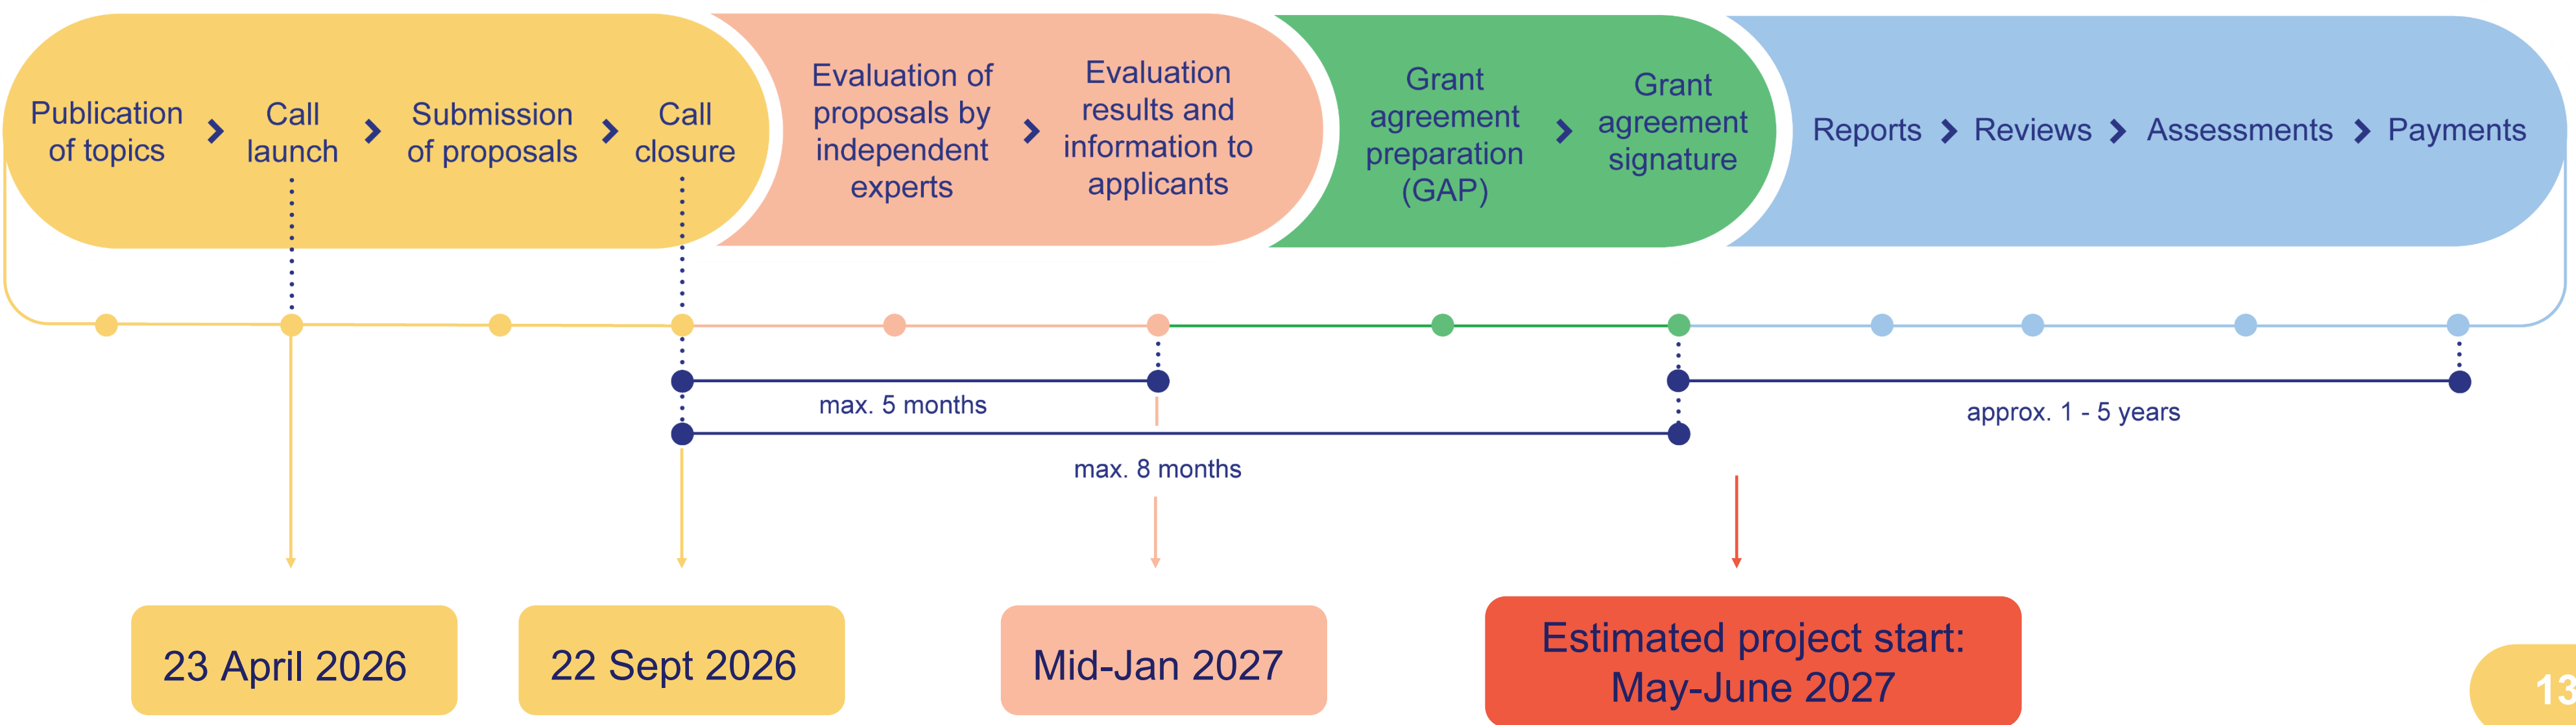 Publication
of topics
Call
launch
Submission
of proposals
Call
closure
Evaluation of
proposals by
independent
experts
Evaluation
results and
information to
applicants
Grant
agreement
preparation
(GAP)
Grant
agreement
signature
Reports
Reviews
Assessments
Payments
max. 5 months
approx. 1 - 5 years
max. 8 months
23 April 2026
22 Sept 2026
Mid-Jan 2027
Estimated project start:
May-June 2027
13